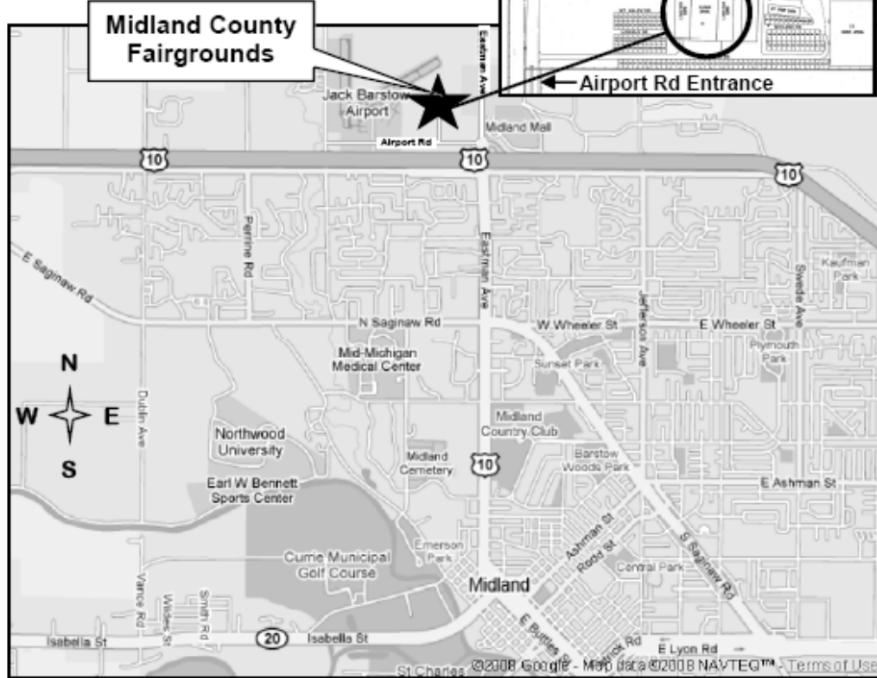 Midland County
Fairgrounds
Eastman Ave
Airport Rd Entrance
Jack Barstow
Airport
Airport Rd
Midland Mall
10
10
10
Perrine Rd
Eastman Ave
E Saginaw Rd
Kaufman
Park
Swede Ave
Jefferson Ave
N Saginaw Rd
W Wheeler St
E Wheeler St
Mid-Michigan
Medical Center
Sunset Park
Plymouth
Park
N
W E
S
Dublin Ave
Northwood
University
Midland
Country Club
Earl W Bennett
Sports Center
Midland
Cemetery
10
Barstow
Woods Park
E Ashman St
Ashman St
Rodd St
Emerson
Park
Currie Municipal
Golf Course
Central Park
S Saginaw Rd
Midland
Vance Rd
Wildes St
Smith Rd
Isabella St
20
Isabella St
E Buttles St
trick Rd
E Lyon Rd
St Charles
©2008 Google - Map data ©2008 NAVTEQ™ - Terms of Use